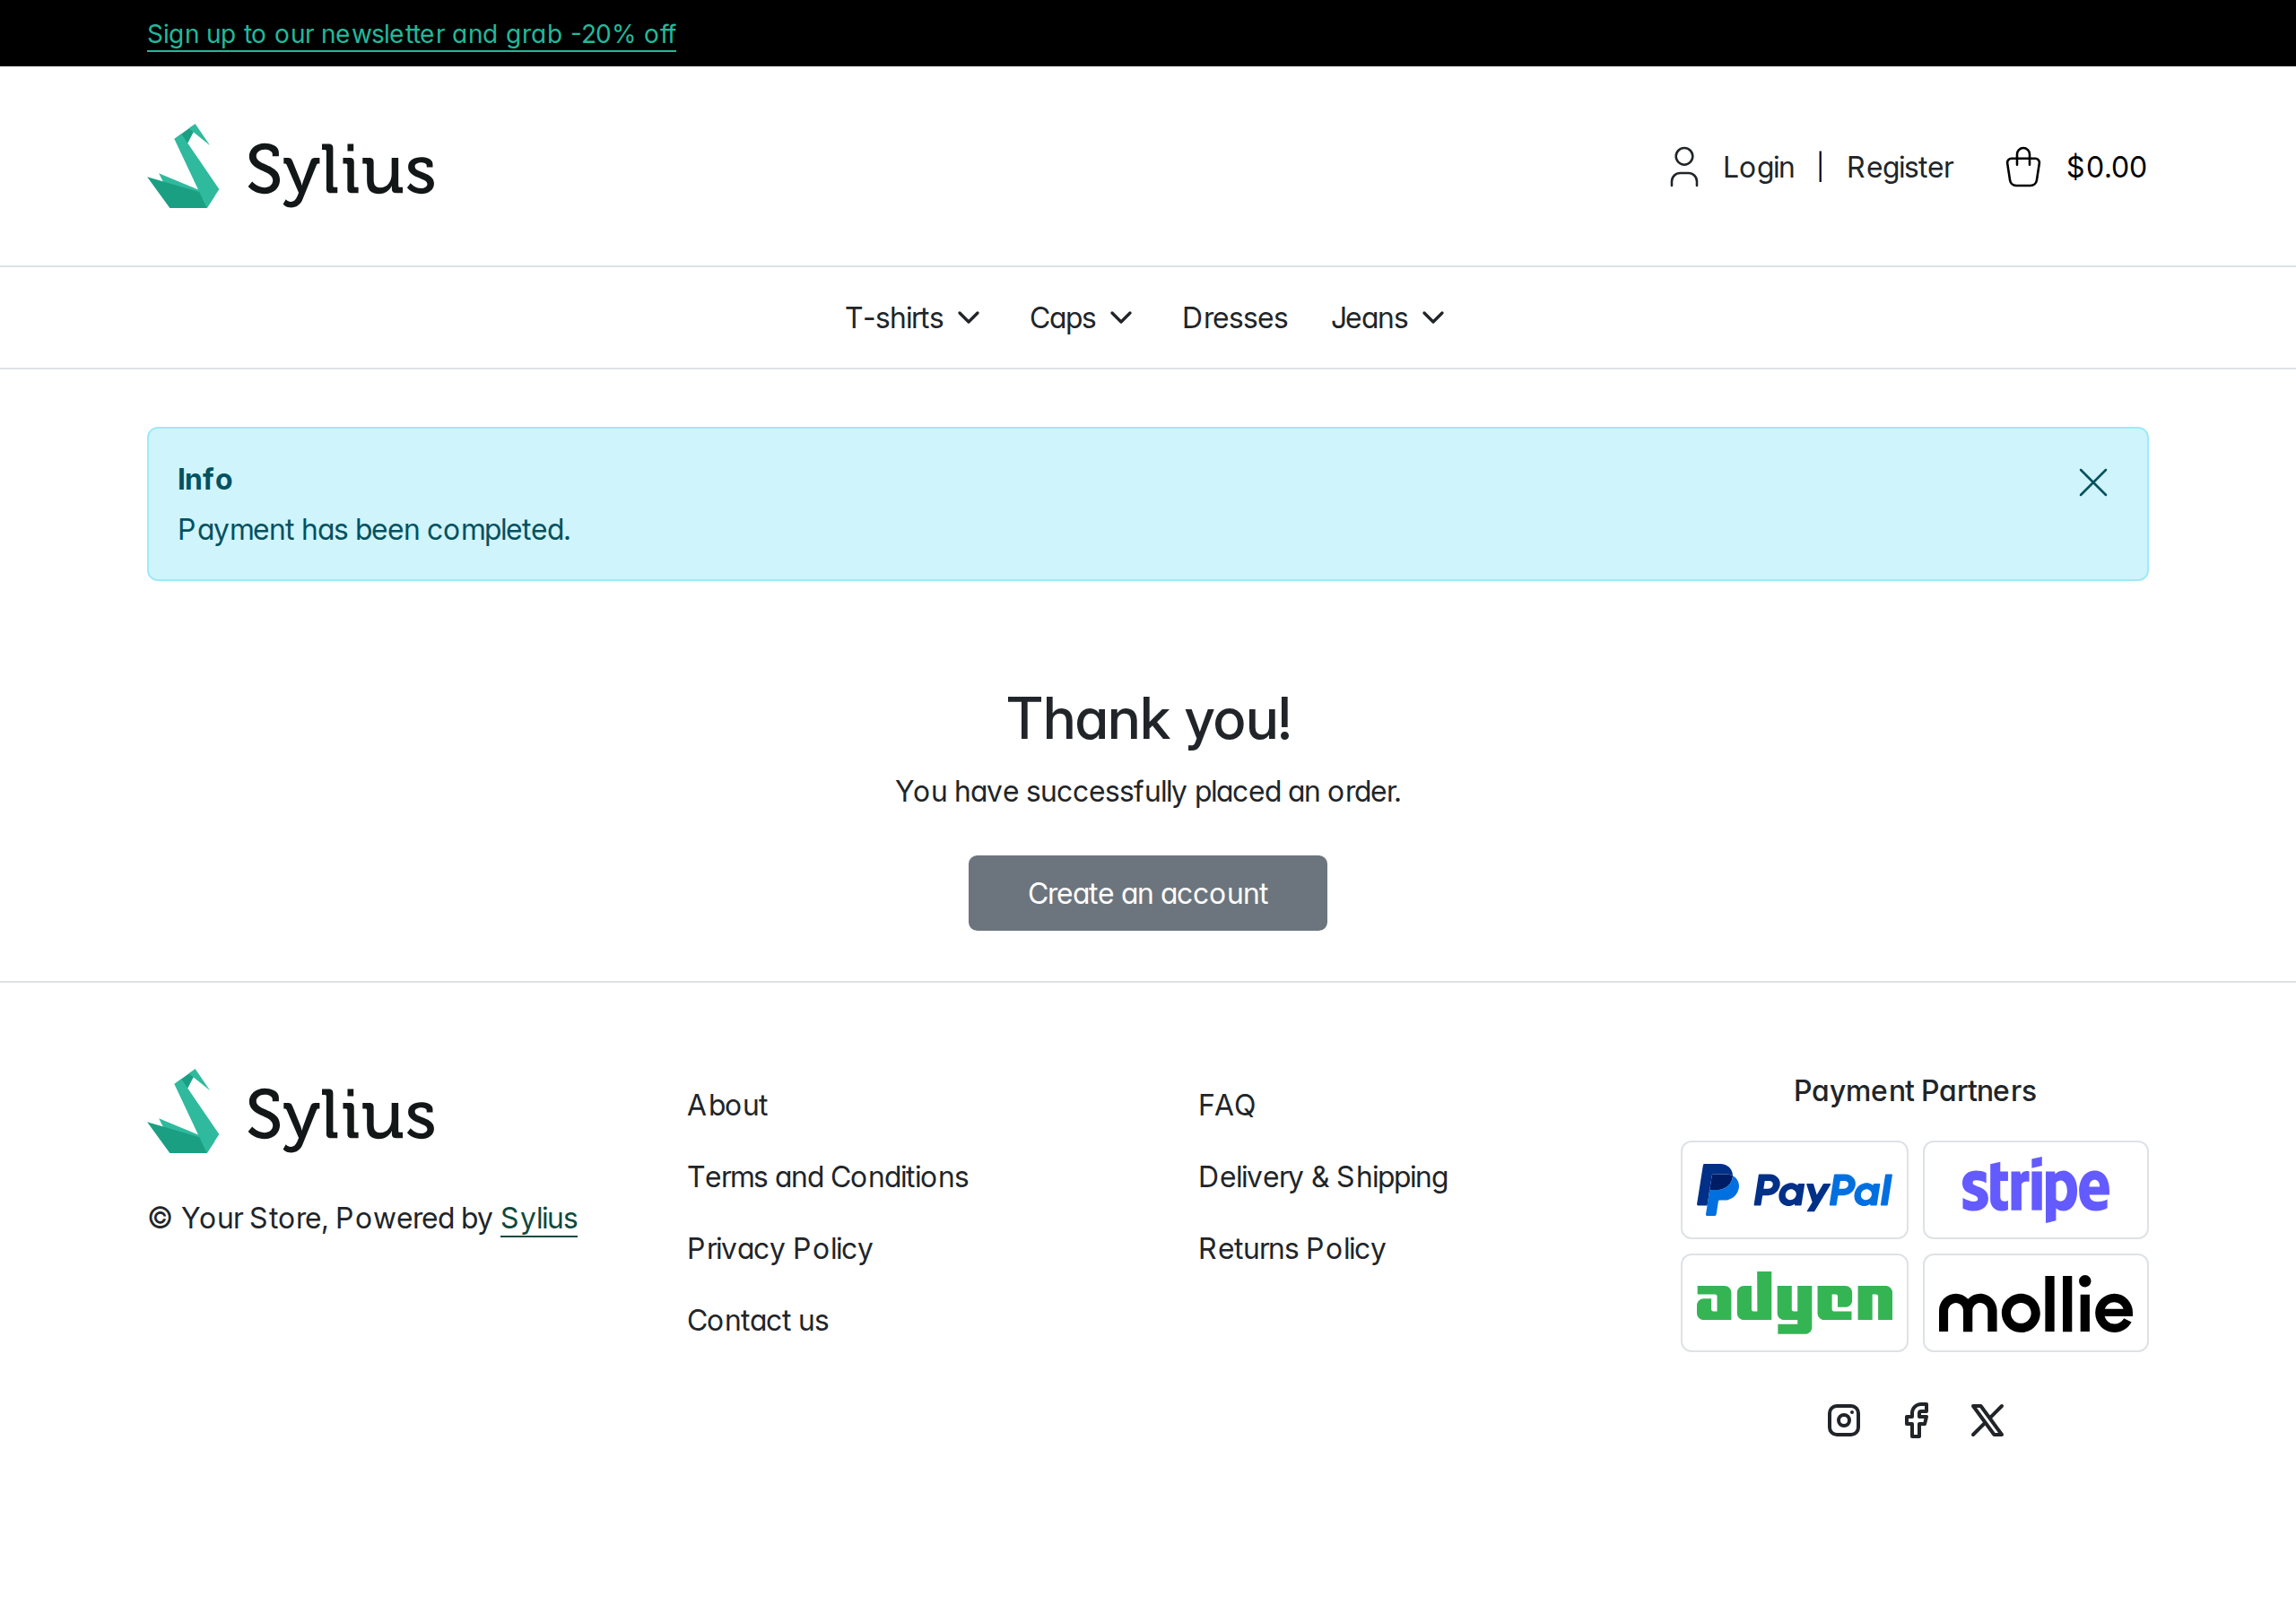 Sign up to our newsletter and grab -20% off
Sylius
Login | Register $0.00
T-shirts Caps Dresses Jeans
Info
Payment has been completed.
Thank you!
You have successfully placed an order.
Create an account
Sylius
© Your Store, Powered by Sylius
About
Terms and Conditions
Privacy Policy
Contact us
FAQ
Delivery & Shipping
Returns Policy
Payment Partners
PayPal stripe
adyen mollie